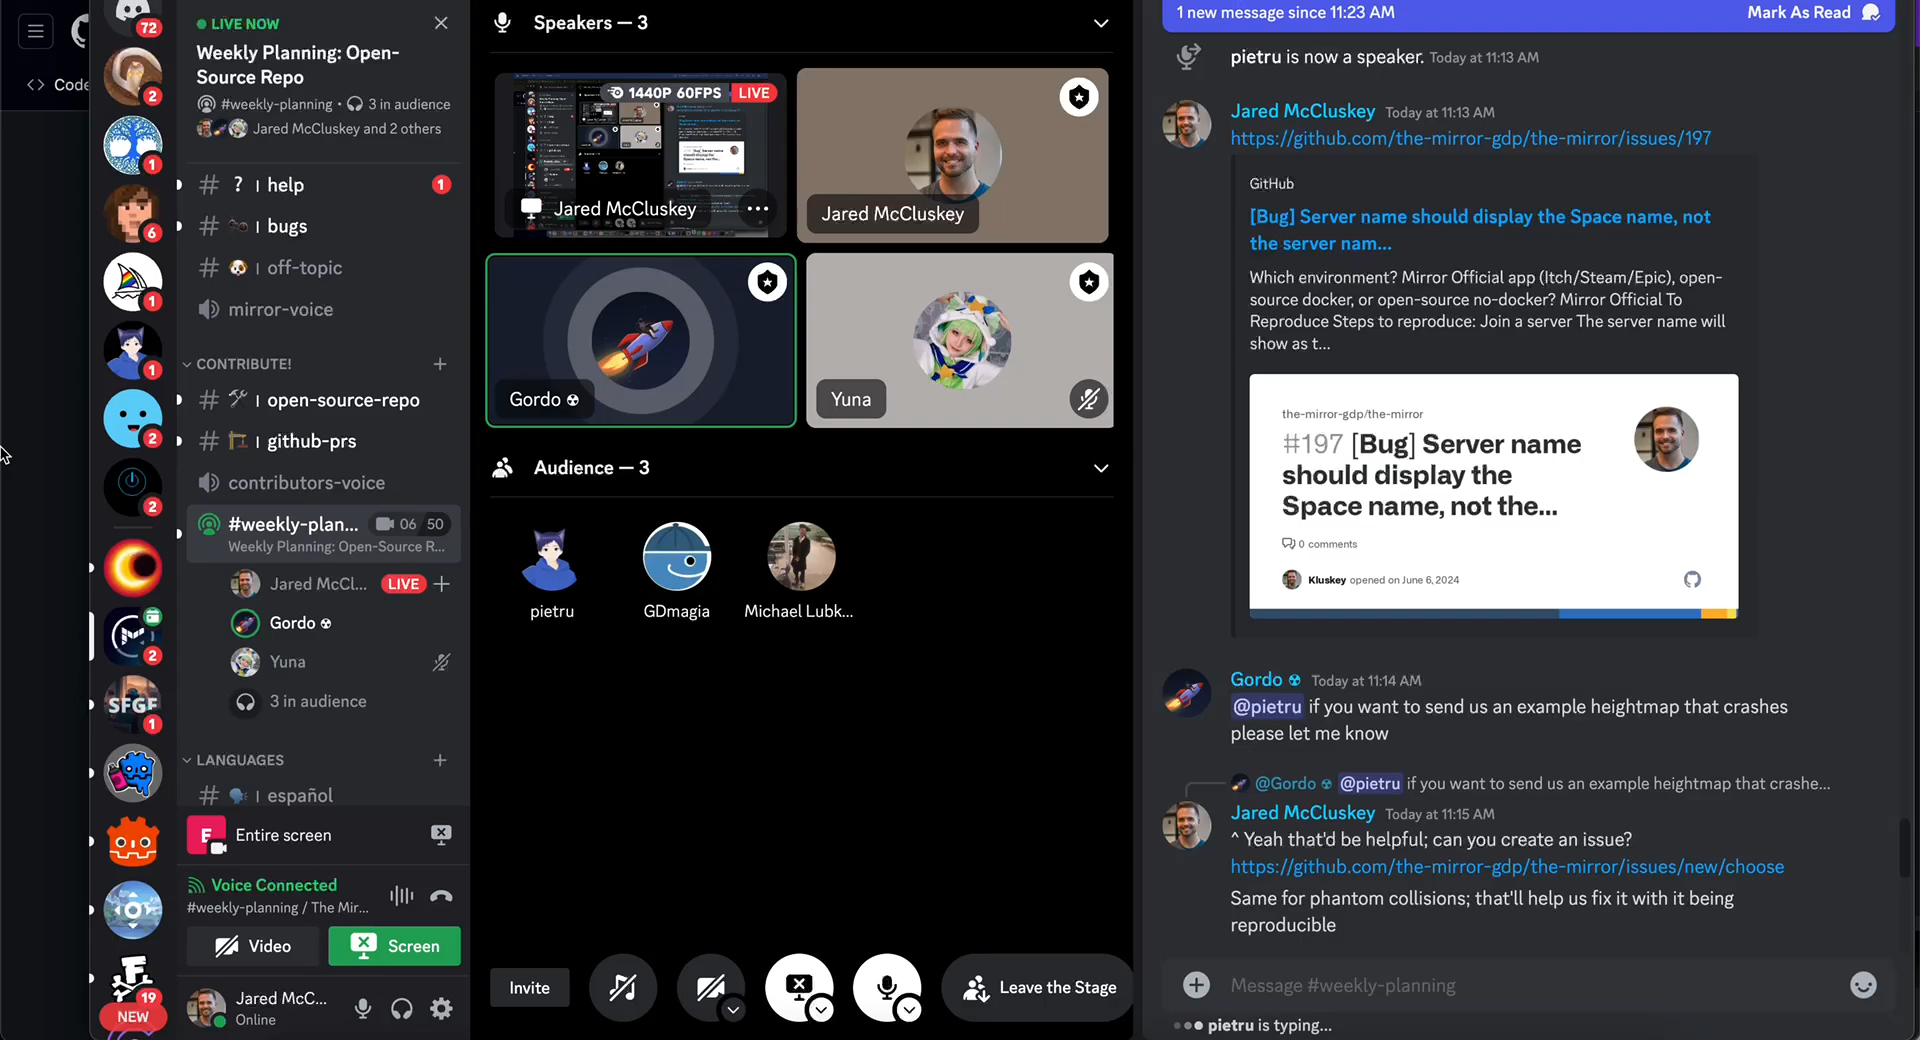 72
2
1
6
1
1
2
2
2
SFGF
1
19
NEW
Code
LIVE NOW
Weekly Planning: Open-
Source Repo
#weekly-planning • 3 in audience
Jared McCluskey and 2 others
# ? | help
1
# | bugs
# | off-topic
mirror-voice
CONTRIBUTE!
# | open-source-repo
# | github-prs
contributors-voice
#weekly-plan... 06 50
Weekly Planning: Open-Source R...
Jared McCl... LIVE
Gordo ☢
Yuna
3 in audience
LANGUAGES
# | español
Entire screen
Voice Connected
#weekly-planning / The Mir...
Video
Screen
Jared McC...
Online
Speakers — 3
1440P 60FPS LIVE
Jared McCluskey
Jared McCluskey
Gordo ☢
Yuna
Audience — 3
pietru
GDmagia
Michael Lubk...
Invite
Leave the Stage
1 new message since 11:23 AM
Mark As Read
pietru is now a speaker. Today at 11:13 AM
Jared McCluskey Today at 11:13 AM
https://github.com/the-mirror-gdp/the-mirror/issues/197
GitHub
[Bug] Server name should display the Space name, not
the server nam...
Which environment? Mirror Official app (Itch/Steam/Epic), open-
source docker, or open-source no-docker? Mirror Official To
Reproduce Steps to reproduce: Join a server The server name will
show as t...
the-mirror-gdp/the-mirror
#197 [Bug] Server name
should display the
Space name, not the...
0 comments
Kluskey opened on June 6, 2024
Gordo ☢ Today at 11:14 AM
@pietru if you want to send us an example heightmap that crashes
please let me know
@Gordo ☢ @pietru if you want to send us an example heightmap that crashe...
Jared McCluskey Today at 11:15 AM
^ Yeah that'd be helpful; can you create an issue?
https://github.com/the-mirror-gdp/the-mirror/issues/new/choose
Same for phantom collisions; that'll help us fix it with it being
reproducible
Message #weekly-planning
pietru is typing...